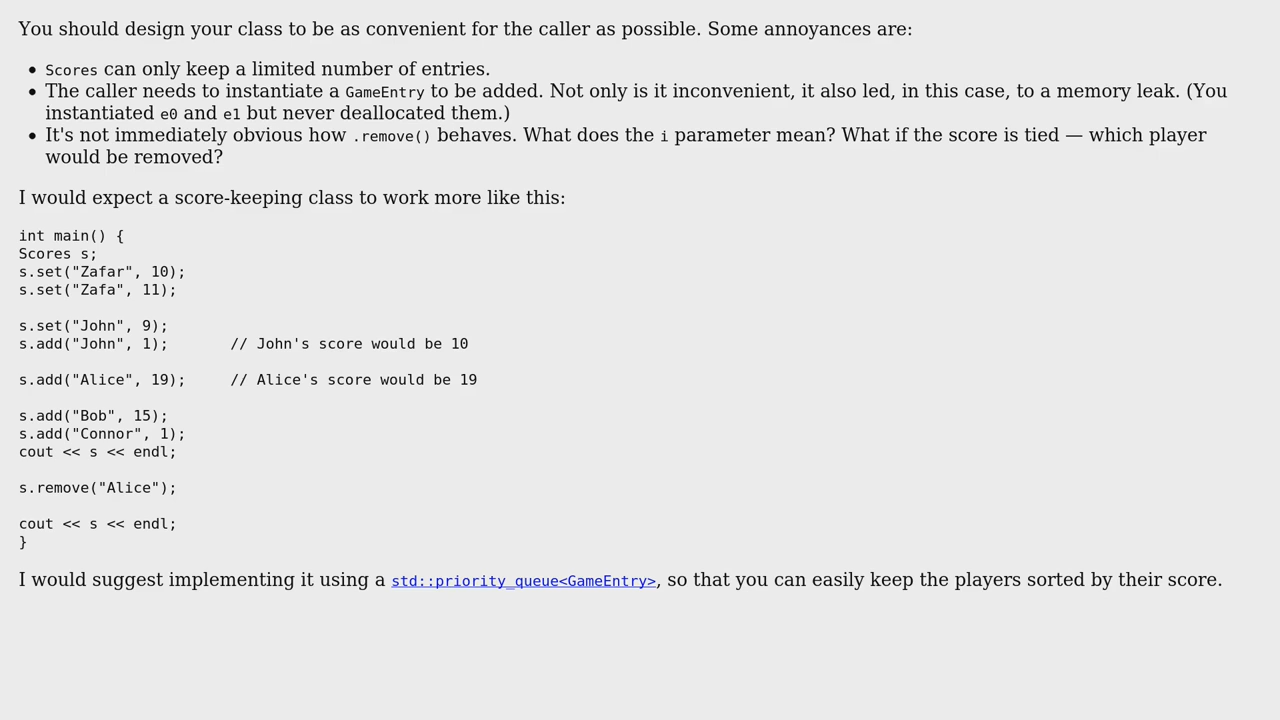 You should design your class to be as convenient for the caller as possible. Some annoyances are:
• Scores can only keep a limited number of entries.
• The caller needs to instantiate a GameEntry to be added. Not only is it inconvenient, it also led, in this case, to a memory leak. (You
instantiated e0 and e1 but never deallocated them.)
• It's not immediately obvious how .remove() behaves. What does the i parameter mean? What if the score is tied — which player
would be removed?
I would expect a score-keeping class to work more like this:
int main() {
Scores s;
s.set("Zafar", 10);
s.set("Zafa", 11);
s.set("John", 9);
s.add("John", 1);       // John's score would be 10
s.add("Alice", 19);     // Alice's score would be 19
s.add("Bob", 15);
s.add("Connor", 1);
cout << s << endl;
s.remove("Alice");
cout << s << endl;
}
I would suggest implementing it using a std::priority_queue<GameEntry>, so that you can easily keep the players sorted by their score.